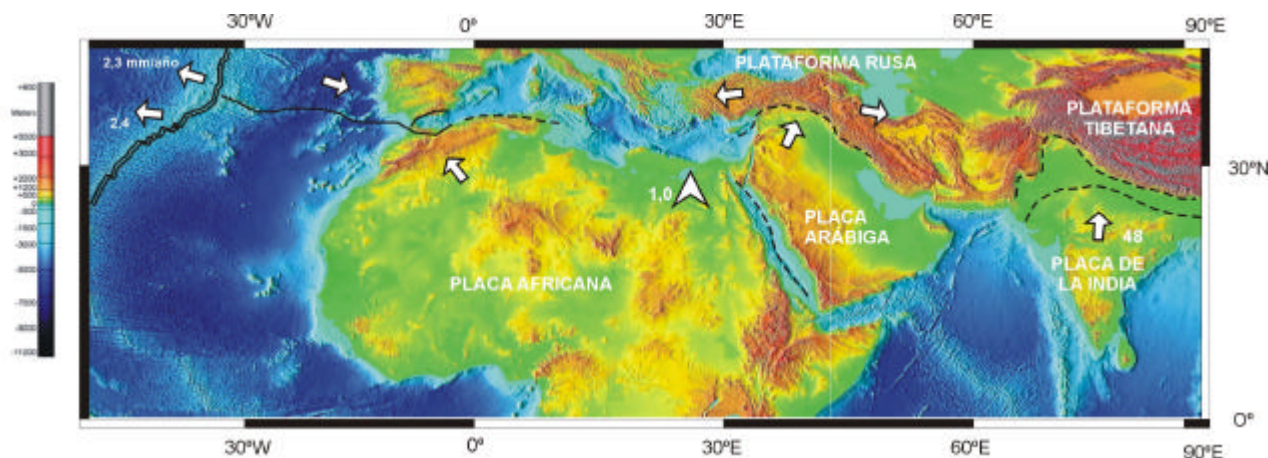 30ºW 0º 30ºE 60ºE 90ºE
2,3 mm/año
2,4
PLATAFORMA RUSA
PLATAFORMA
TIBETANA
30ºN
1,0
PLACA
ARÁBIGA
48
PLACA AFRICANA
PLACA DE
LA INDIA
0º
30ºW 0º 30ºE 60ºE 90ºE
Meters